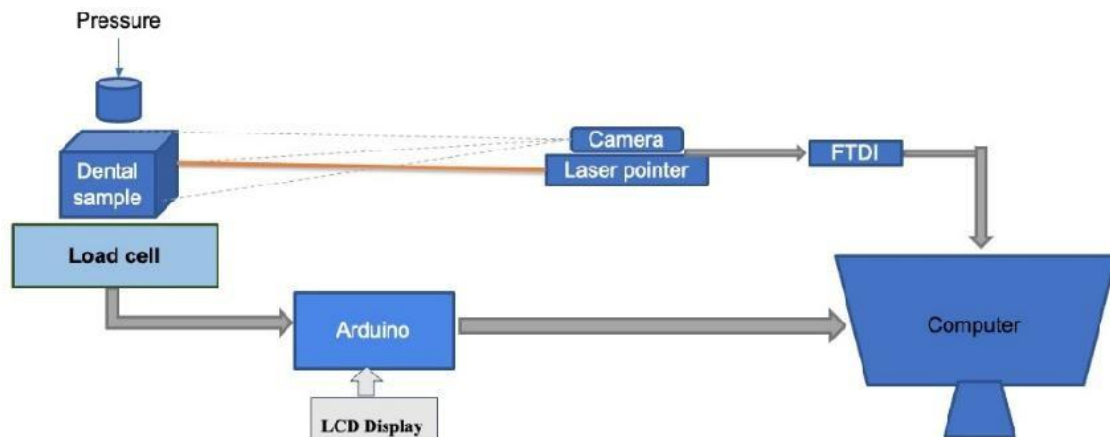 Pressure
Camera
Laser pointer
FTDI
Dental
sample
Load cell
Arduino
Computer
LCD Display